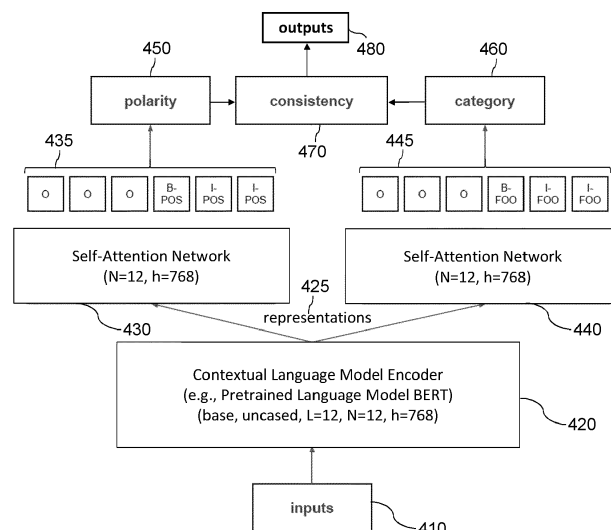 outputs
480
450
460
polarity
consistency
category
470
435
445
O O O B-POS I-POS I-POS
O O O B-FOO I-FOO I-FOO
Self-Attention Network
(N=12, h=768)
Self-Attention Network
(N=12, h=768)
425
representations
430
440
Contextual Language Model Encoder
(e.g., Pretrained Language Model BERT)
(base, uncased, L=12, N=12, h=768)
420
inputs
410